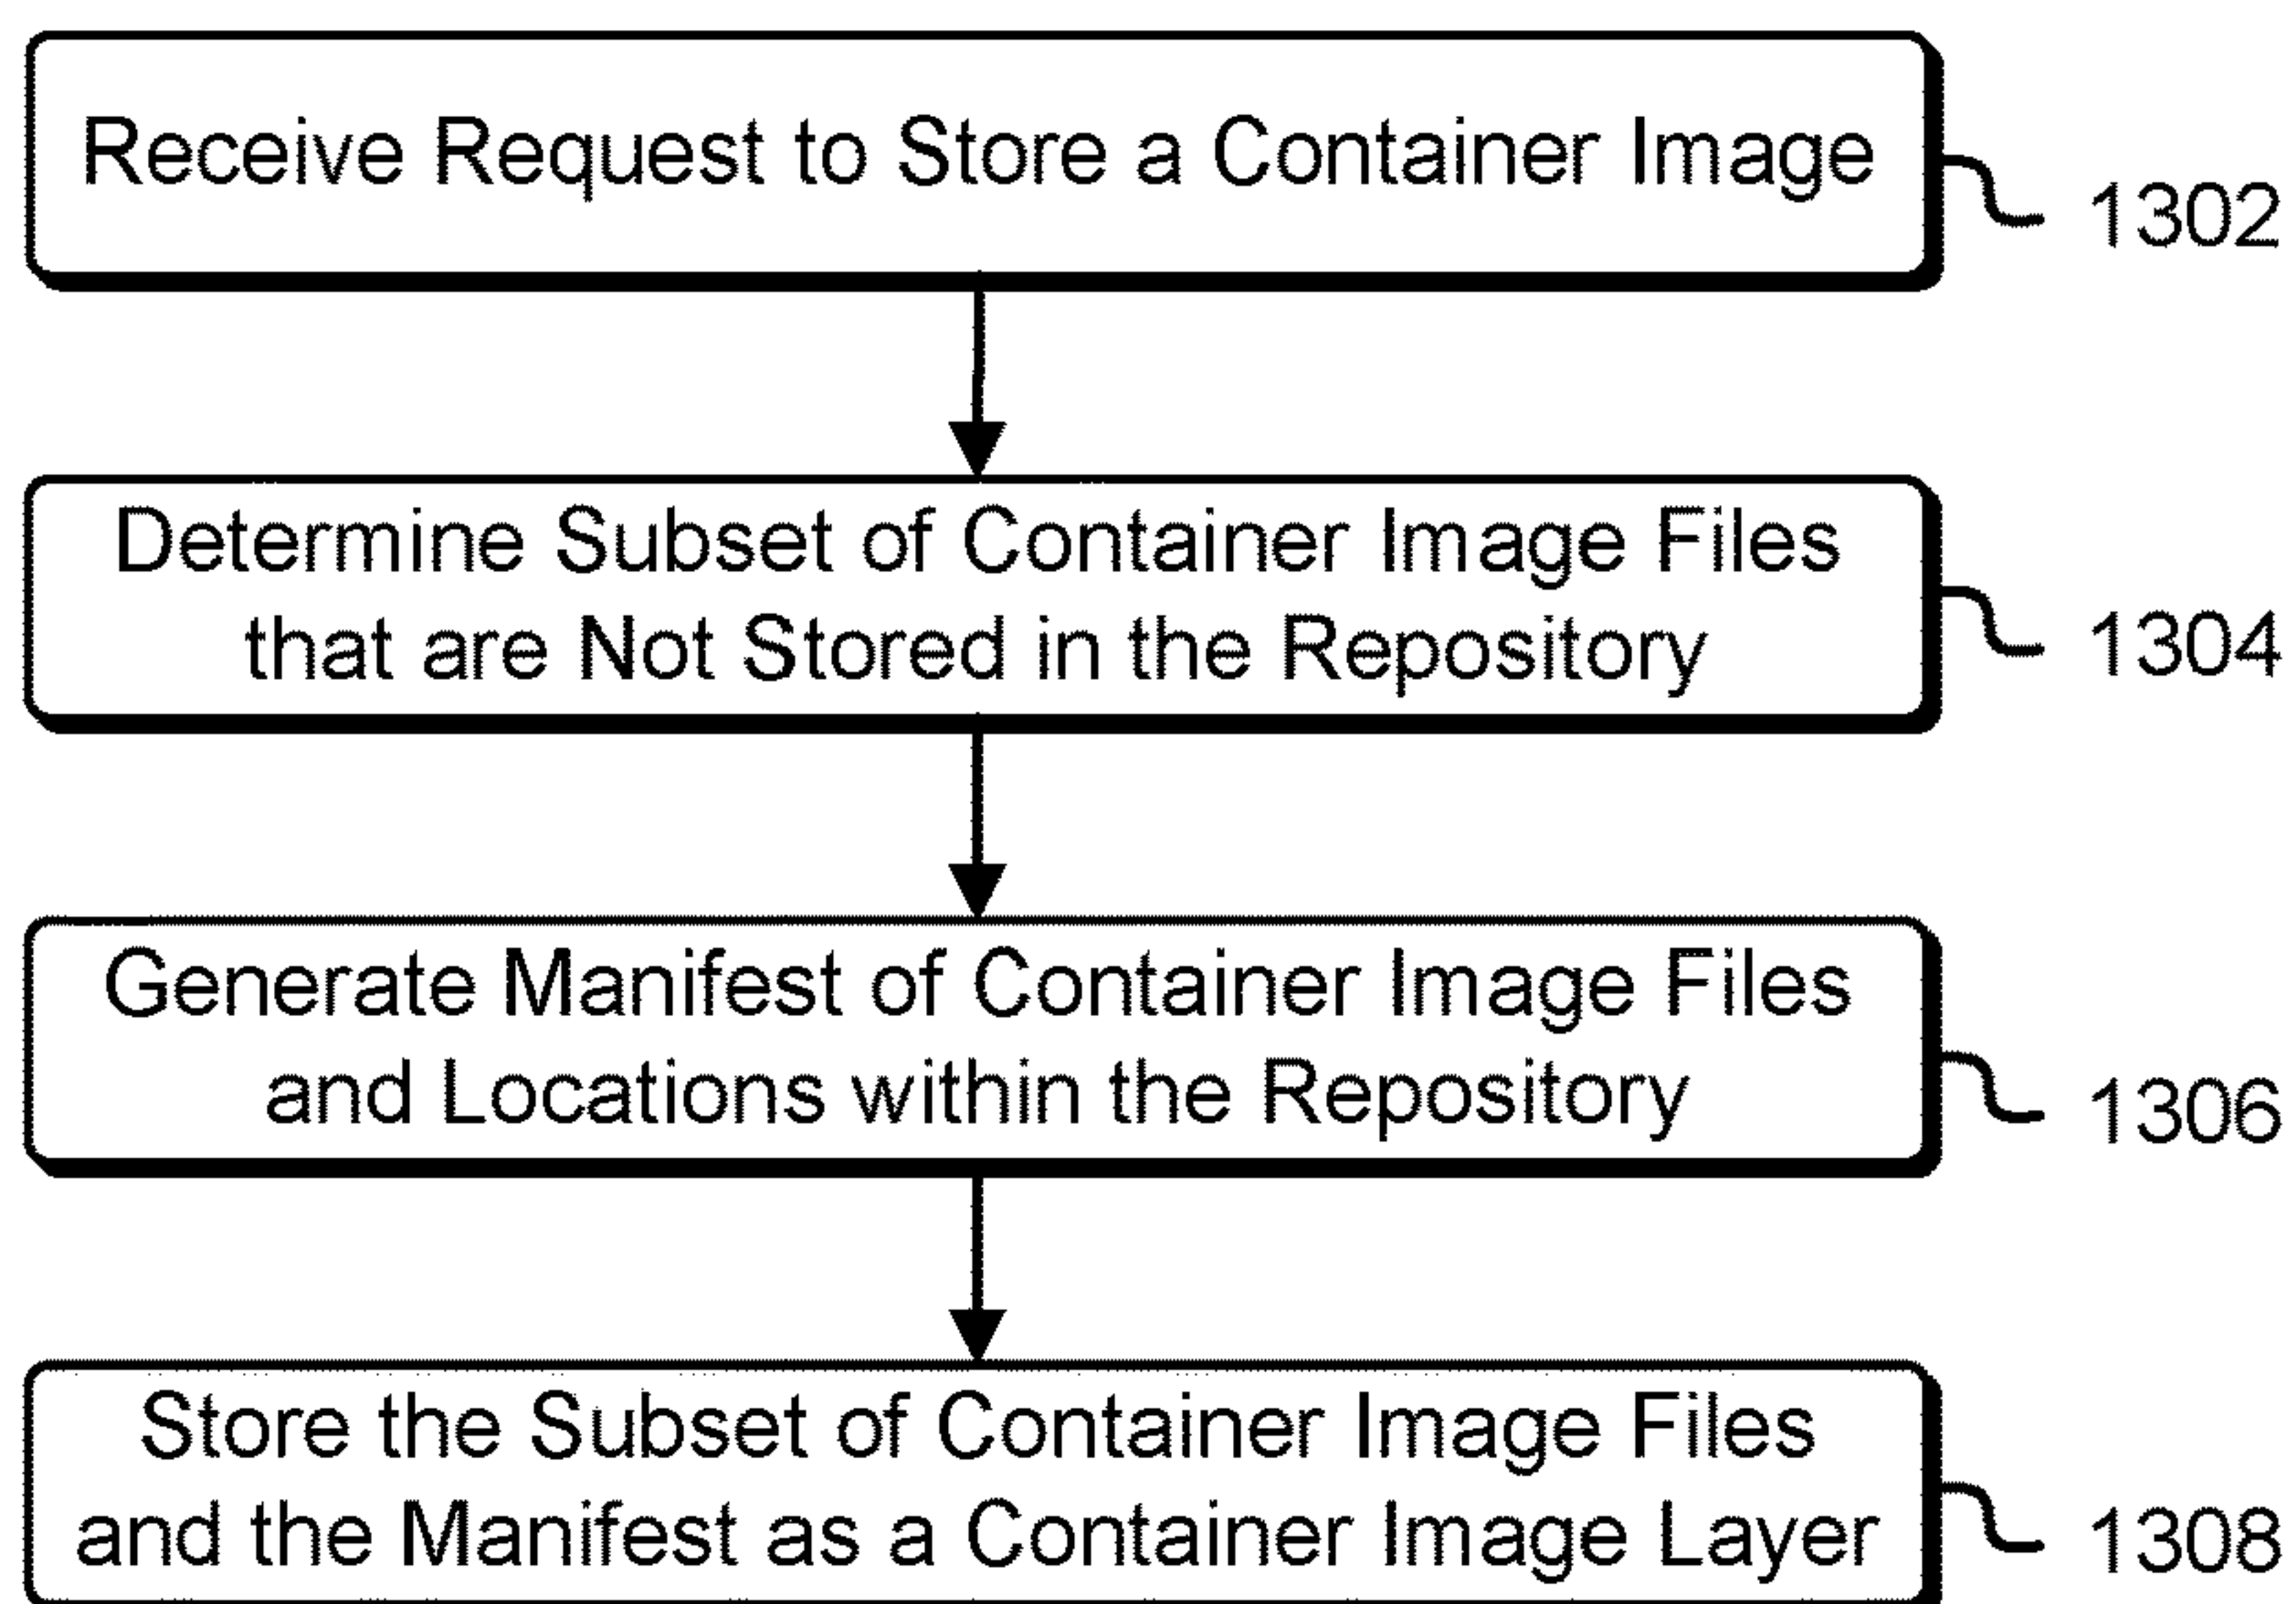 Receive Request to Store a Container Image
1302
Determine Subset of Container Image Files
that are Not Stored in the Repository
1304
Generate Manifest of Container Image Files
and Locations within the Repository
1306
Store the Subset of Container Image Files
and the Manifest as a Container Image Layer
1308